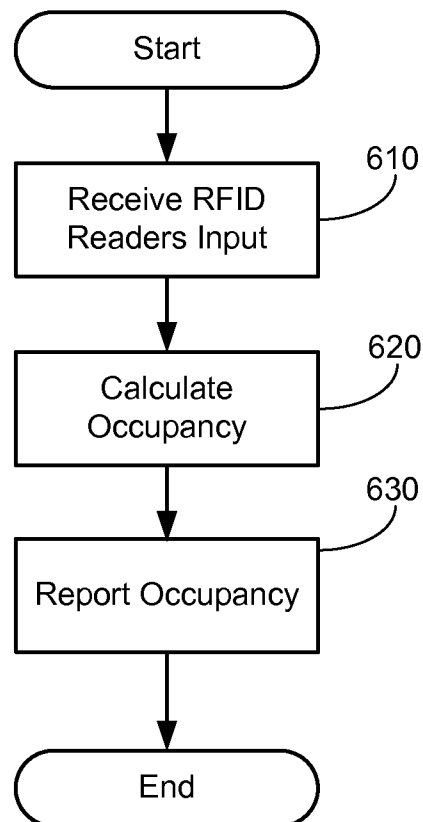 Start
610
Receive RFID
Readers Input
620
Calculate
Occupancy
630
Report Occupancy
End